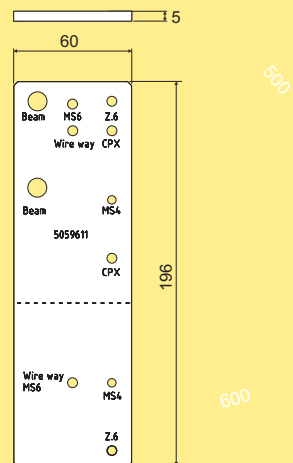 5
60
500
Beam MS6 Z.6
Wire way CPX
Beam
MS4
5059611
CPX
196
Wire way
MS6
MS4
600
Z.6